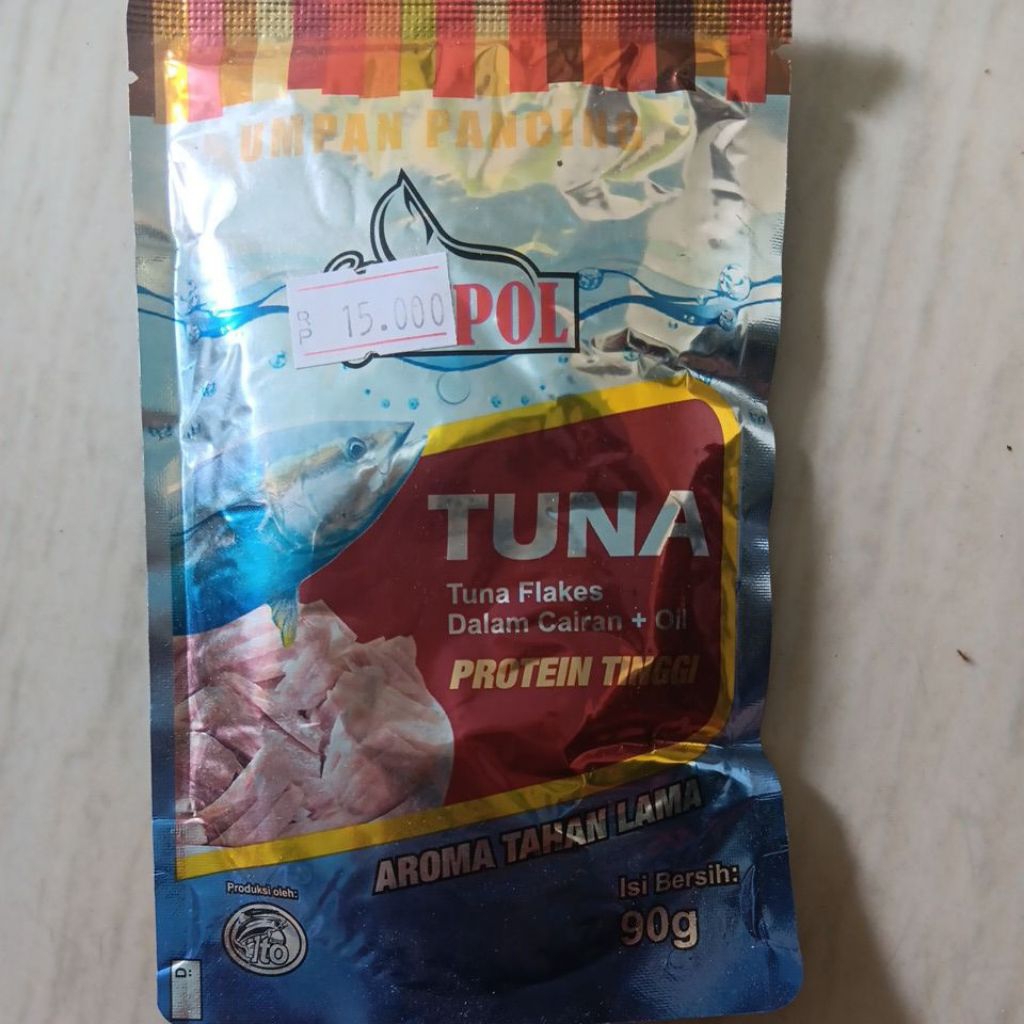 UMPAN PANCING
RP 15.000
POL
TUNA
Tuna Flakes
Dalam Cairan + Oil
PROTEIN TINGGI
AROMA TAHAN LAMA
Produksi oleh:
Ito
Isi Bersih:
90g
D: